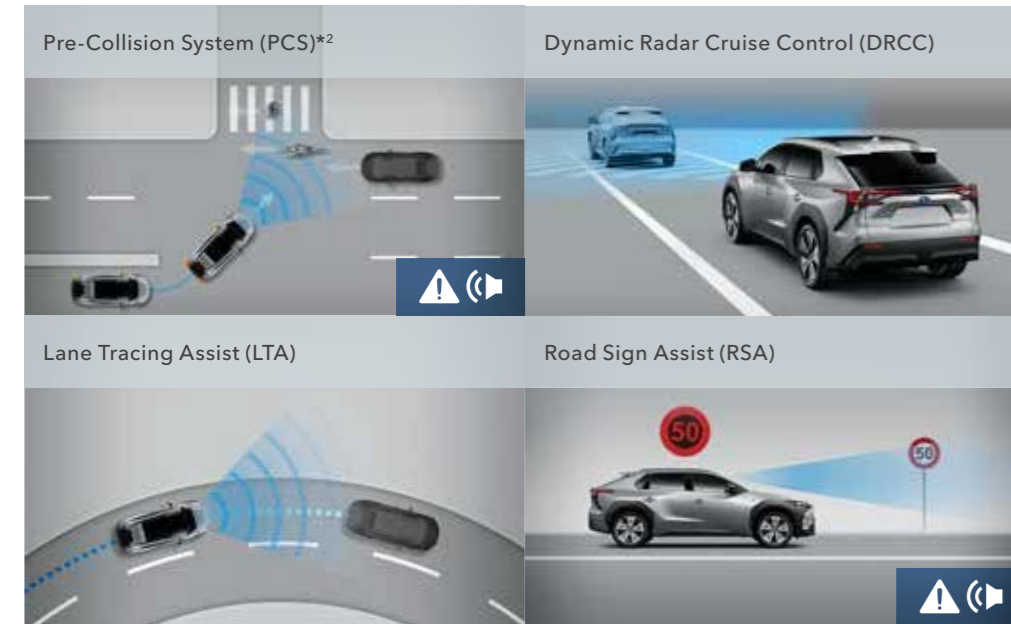 Pre-Collision System (PCS)*2
Dynamic Radar Cruise Control (DRCC)
Lane Tracing Assist (LTA)
Road Sign Assist (RSA)
50
50